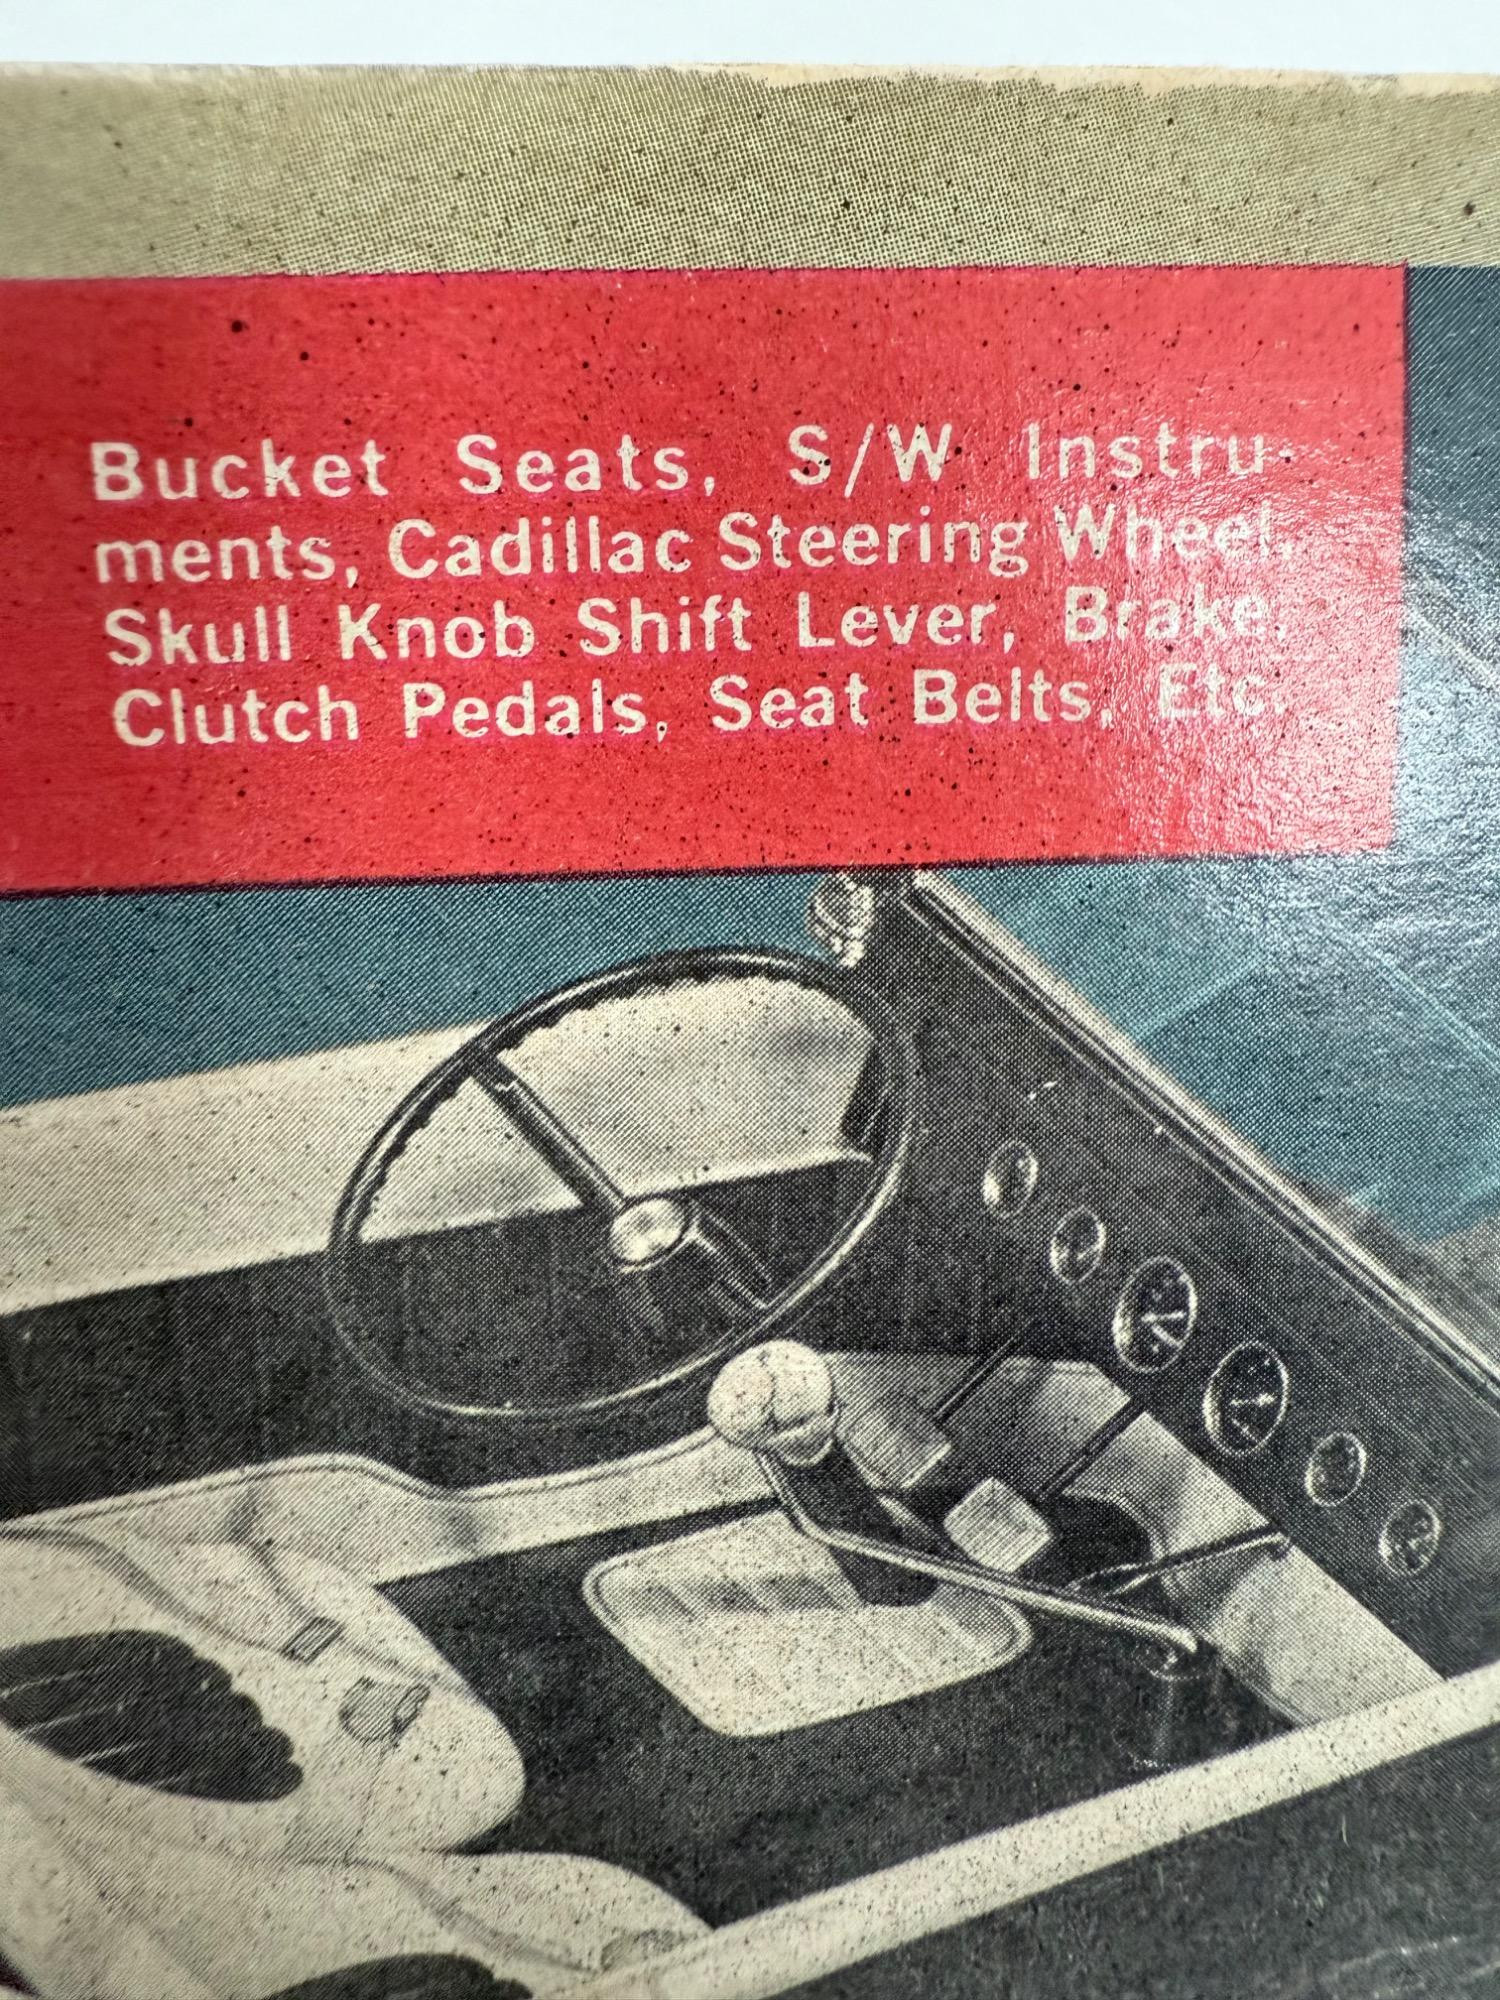 Bucket Seats, S/W Instru-
ments, Cadillac Steering Wheel,
Skull Knob Shift Lever, Brake,
Clutch Pedals, Seat Belts, Etc.